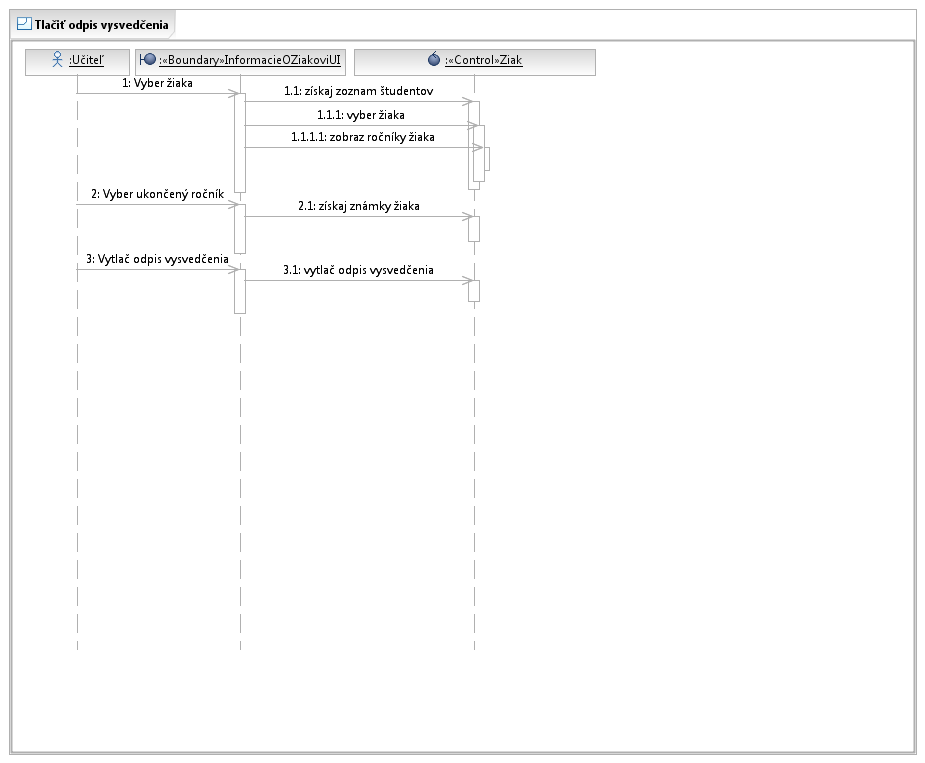 Tlačiť odpis vysvedčenia
:Učiteľ
:«Boundary»InformacieOZiakoviUI
:«Control»Ziak
1: Vyber žiaka
1.1: získaj zoznam študentov
1.1.1: vyber žiaka
1.1.1.1: zobraz ročníky žiaka
2: Vyber ukončený ročník
2.1: získaj známky žiaka
3: Vytlač odpis vysvedčenia
3.1: vytlač odpis vysvedčenia